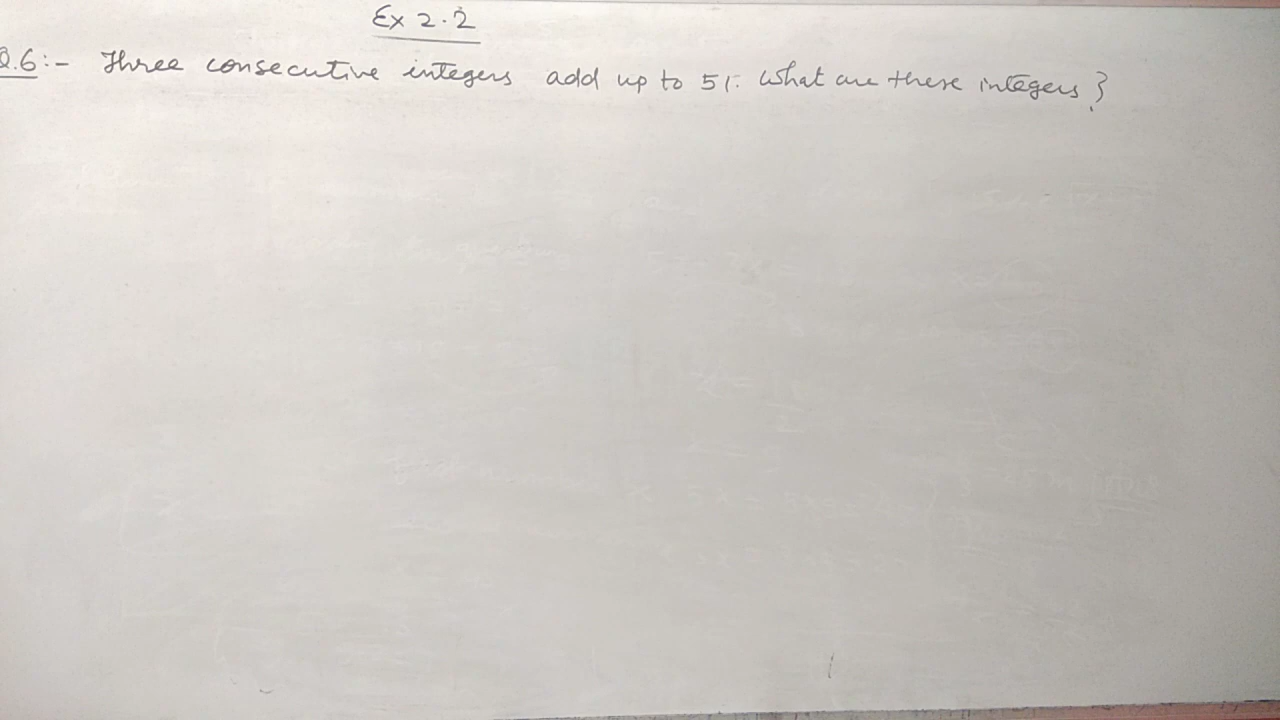 Ex 2.2
Q.6:- Three consecutive integers add up to 51. What are these integers?